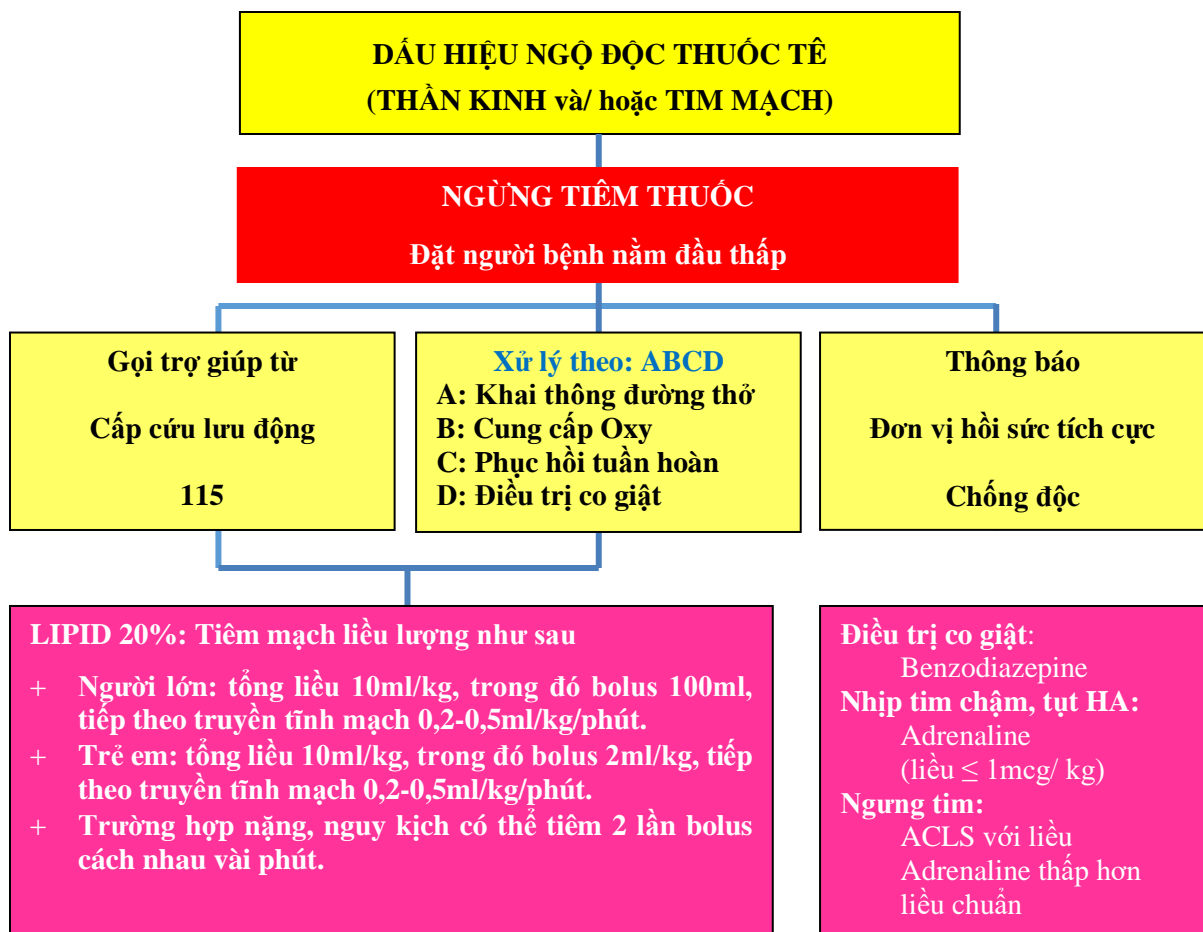 DẤU HIỆU NGỘ ĐỘC THUỐC TÊ
(THẦN KINH và/ hoặc TIM MẠCH)
NGỪNG TIÊM THUỐC
Đặt người bệnh nằm đầu thấp
Gọi trợ giúp từ
Cấp cứu lưu động
115
Xử lý theo: ABCD
A: Khai thông đường thở
B: Cung cấp Oxy
C: Phục hồi tuần hoàn
D: Điều trị co giật
Thông báo
Đơn vị hồi sức tích cực
Chống độc
LIPID 20%: Tiêm mạch liều lượng như sau
+ Người lớn: tổng liều 10ml/kg, trong đó bolus 100ml,
tiếp theo truyền tĩnh mạch 0,2-0,5ml/kg/phút.
+ Trẻ em: tổng liều 10ml/kg, trong đó bolus 2ml/kg, tiếp
theo truyền tĩnh mạch 0,2-0,5ml/kg/phút.
+ Trường hợp nặng, nguy kịch có thể tiêm 2 lần bolus
cách nhau vài phút.
Điều trị co giật:
Benzodiazepine
Nhịp tim chậm, tụt HA:
Adrenaline
(liều ≤ 1mcg/ kg)
Ngưng tim:
ACLS với liều
Adrenaline thấp hơn
liều chuẩn